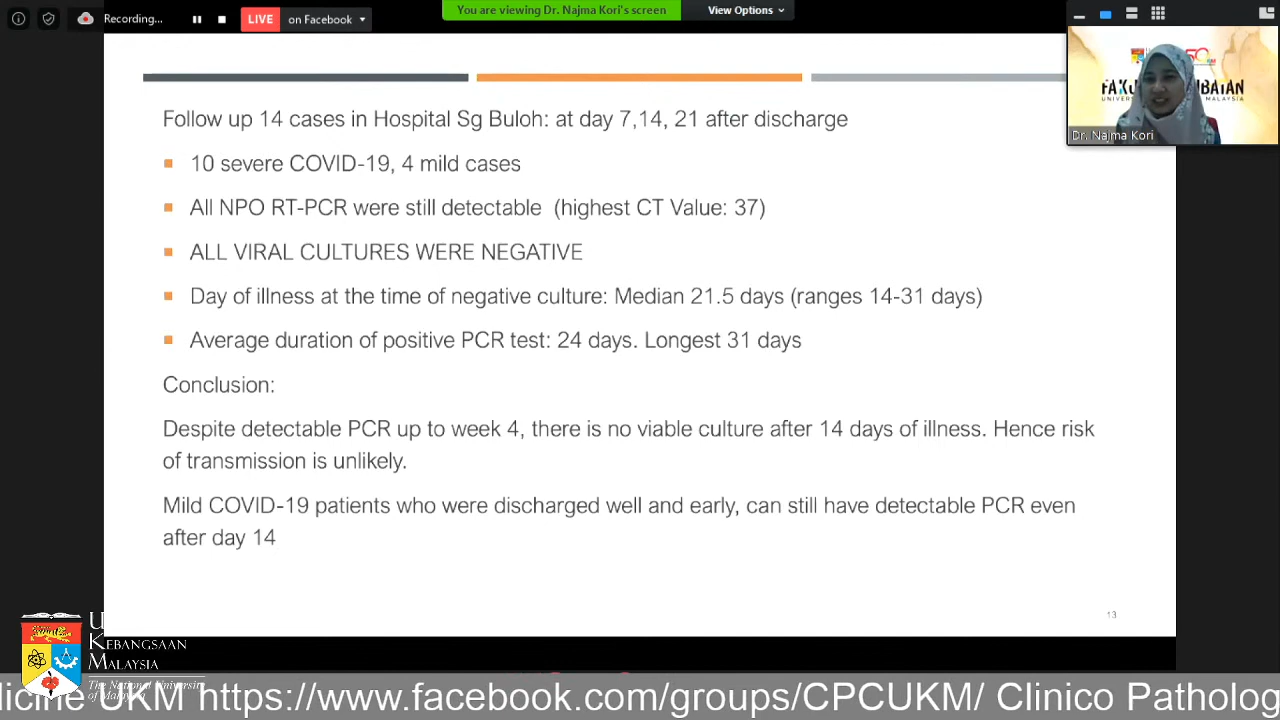 Recording...
LIVE
on Facebook
You are viewing Dr. Najma Kori's screen
View Options
Dr. Najma Kori
Follow up 14 cases in Hospital Sg Buloh: at day 7,14, 21 after discharge
10 severe COVID-19, 4 mild cases
All NPO RT-PCR were still detectable (highest CT Value: 37)
ALL VIRAL CULTURES WERE NEGATIVE
Day of illness at the time of negative culture: Median 21.5 days (ranges 14-31 days)
Average duration of positive PCR test: 24 days. Longest 31 days
Conclusion:
Despite detectable PCR up to week 4, there is no viable culture after 14 days of illness. Hence risk
of transmission is unlikely.
Mild COVID-19 patients who were discharged well and early, can still have detectable PCR even
after day 14
13
KEBANGSAAN
MALAYSIA
The National
UKM https://www.facebook.com/groups/CPCUKM/ Clinico